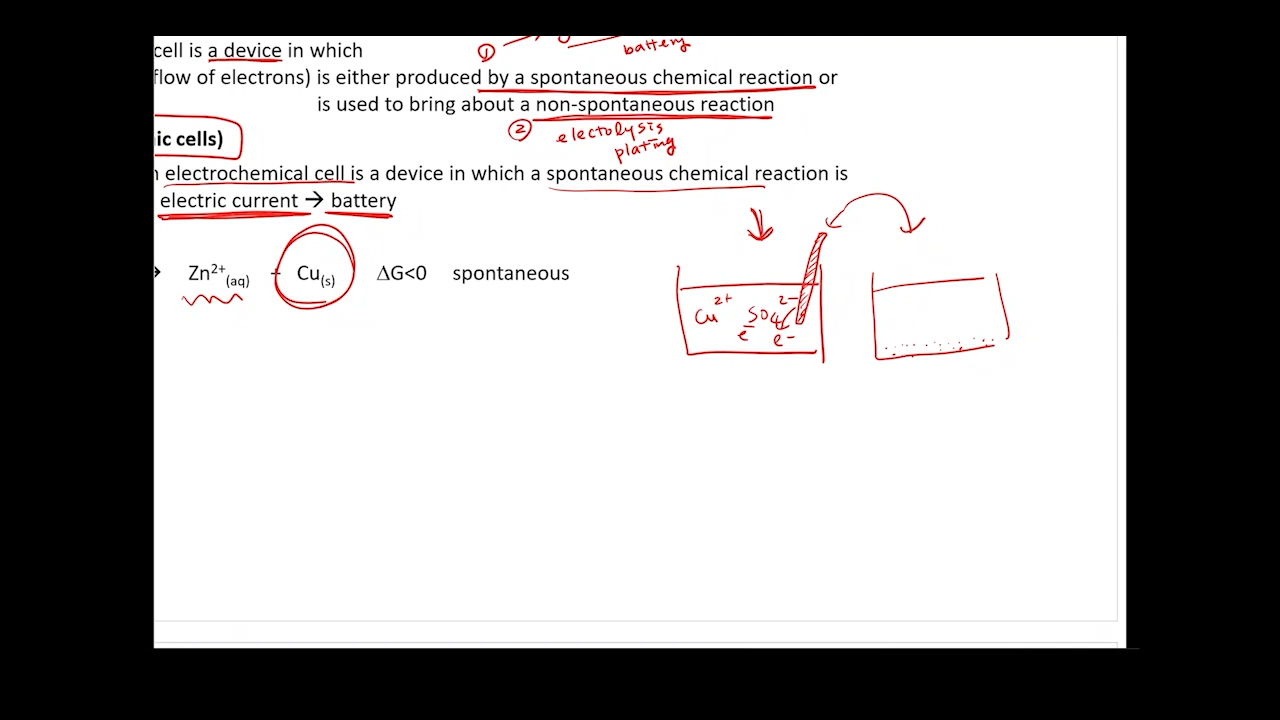 cell is a device in which
①
battery
flow of electrons) is either produced by a spontaneous chemical reaction or
is used to bring about a non-spontaneous reaction
② electolysis
plating
ic cells)
electrochemical cell is a device in which a spontaneous chemical reaction is
electric current → battery
Zn²⁺(aq) + Cu(s) ΔG<0 spontaneous
Cu²⁺ SO₄²⁻
e⁻ e⁻